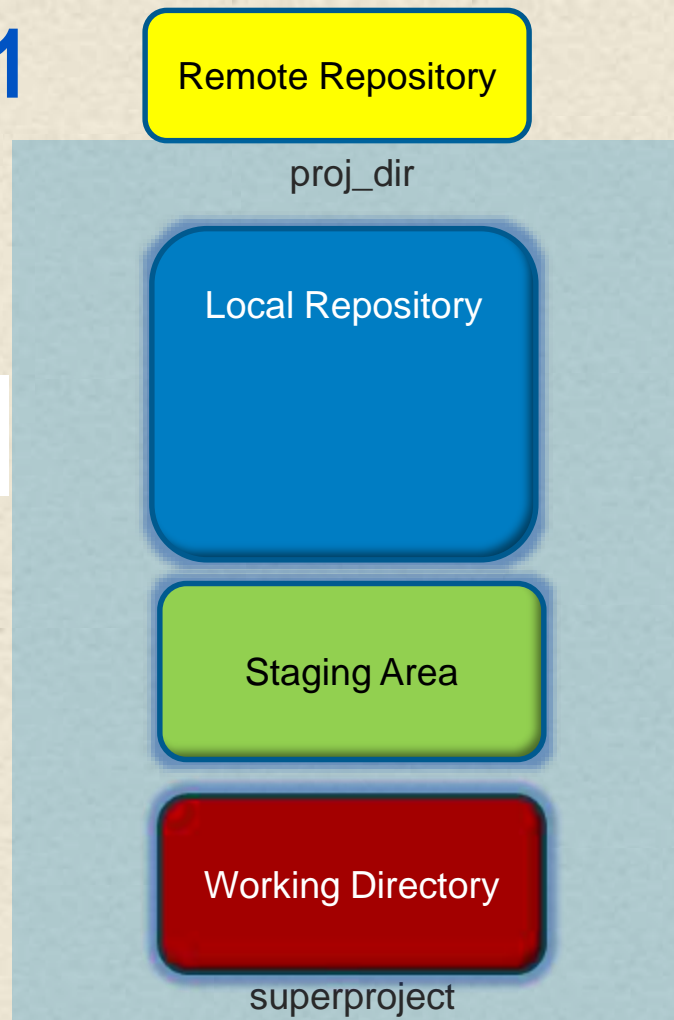 1
Remote Repository
proj_dir
Local Repository
Staging Area
Working Directory
superproject